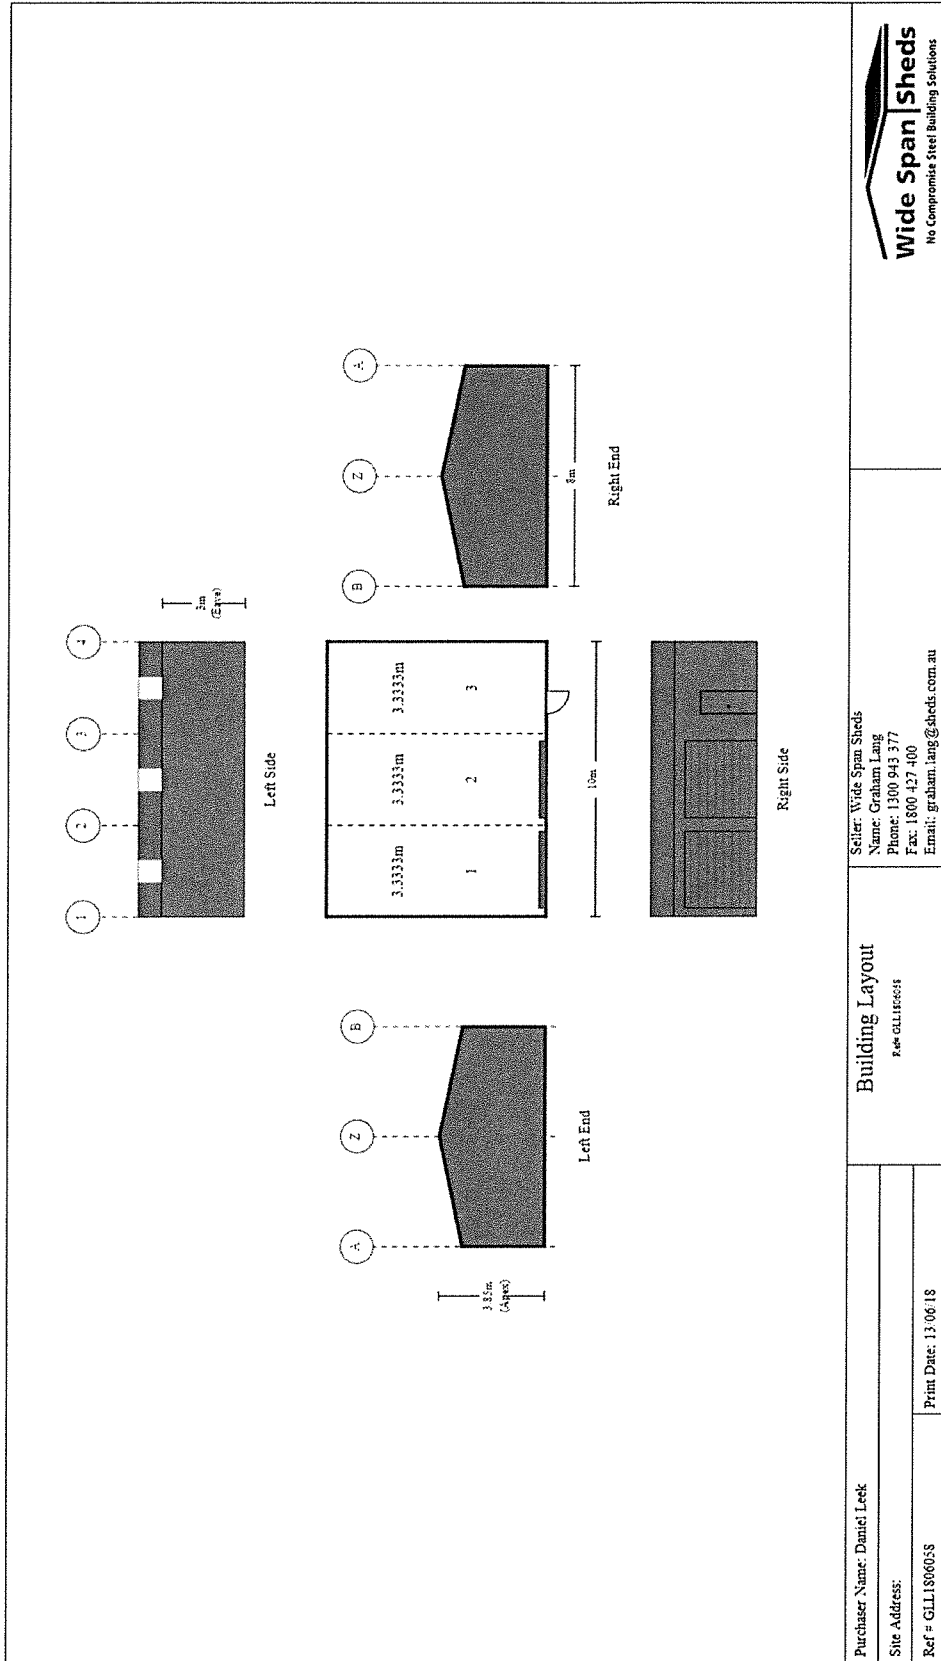 1
2
3
4
3m
(Eave)
Left Side
A
Z
B
3.85m
(Apex)
Left End
3.3333m
3.3333m
3.3333m
1
2
3
10m
B
Z
A
8m
Right End
Right Side
Purchaser Name: Daniel Leek
Site Address:
Ref # GLL1806058
Print Date: 13/06/18
Building Layout
Ref# GLL1806058
Seller: Wide Span Sheds
Name: Graham Lang
Phone: 1300 943 377
Fax: 1800 427 400
Email: graham.lang@sheds.com.au
Wide Span Sheds
No Compromise Steel Building Solutions